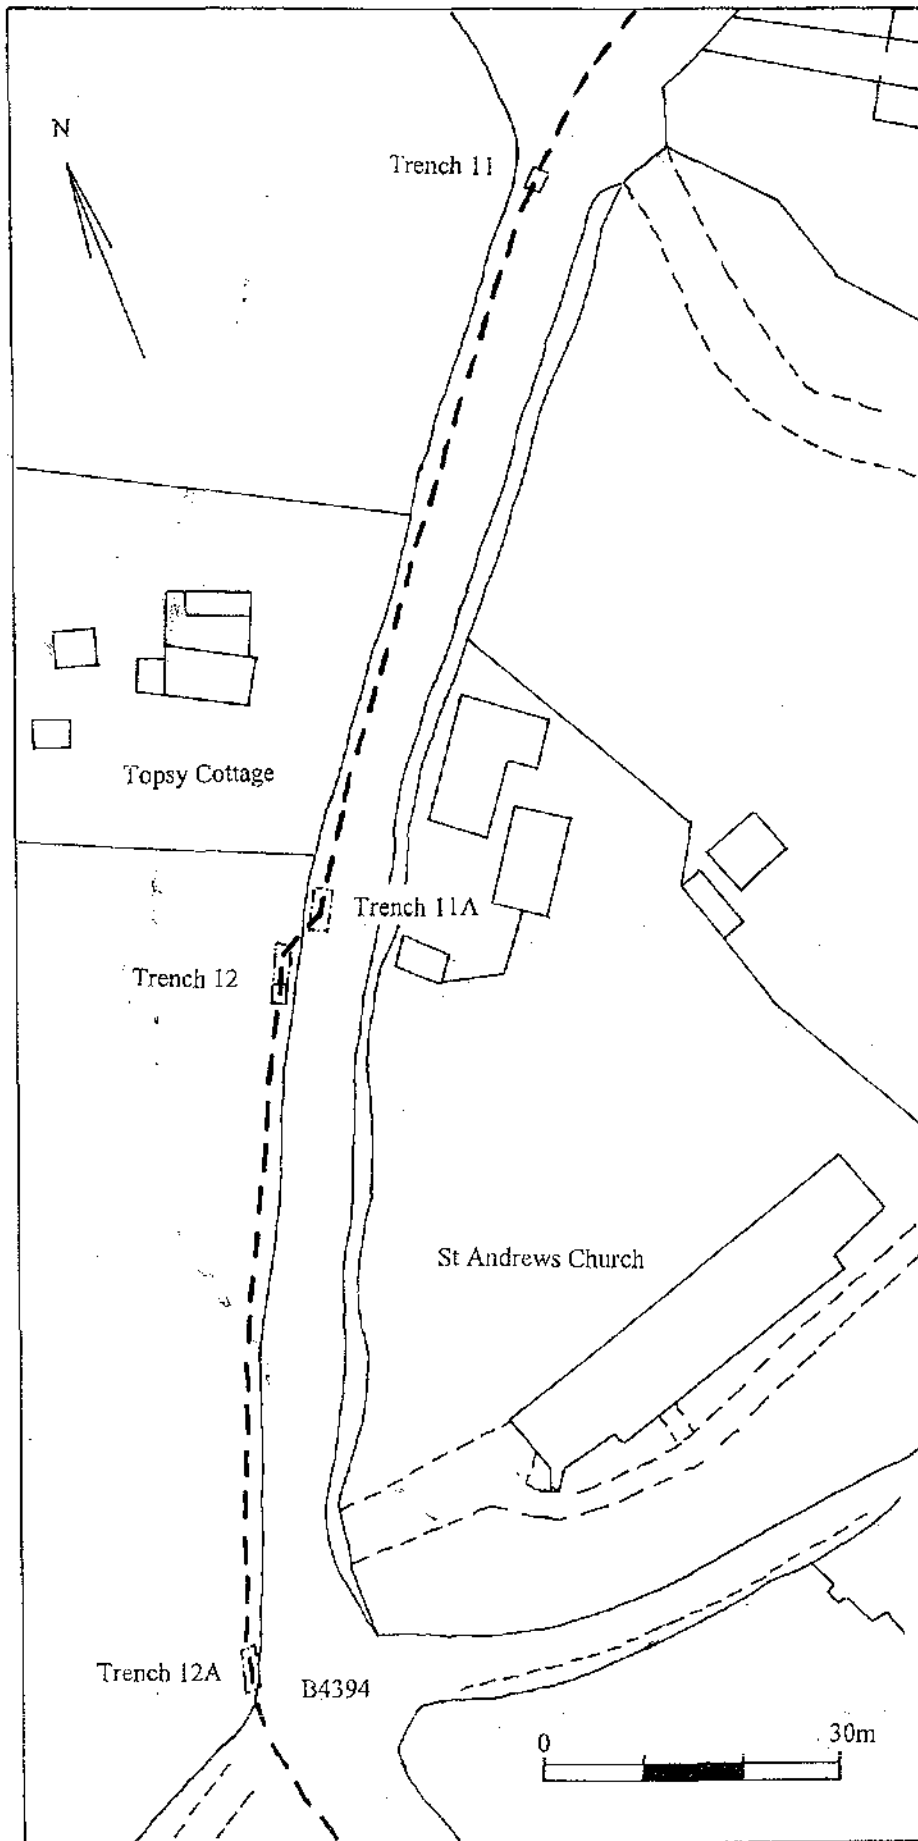 N
Trench 11
Topsy Cottage
Trench 11A
Trench 12
St Andrews Church
Trench 12A
B4394
0
30m